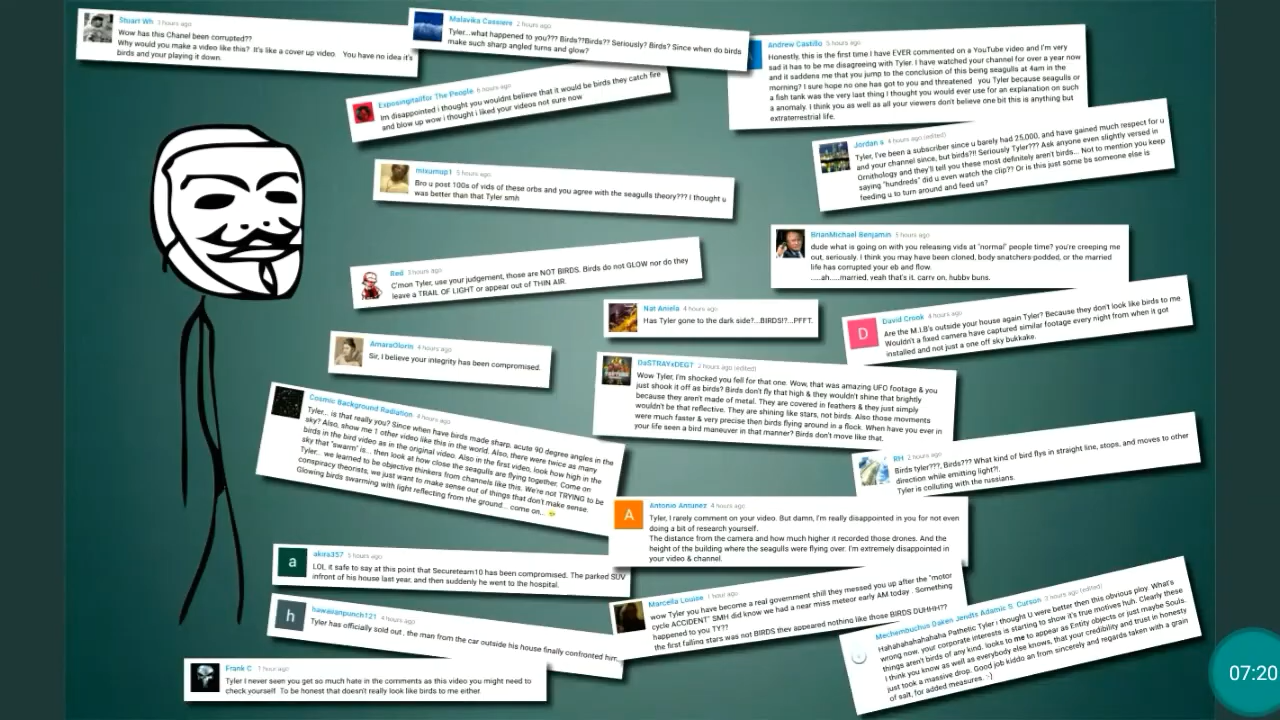 Stuart Wh 3 hours ago
Wow has this Chanel been corrupted??
Why would you make a video like this? It's like a cover up video. You have no idea it's
birds and your playing it down.
Malavika Cassiere 2 hours ago
Tyler...what happened to you??? Birds??Birds?? Seriously? Birds? Since when do birds
make such sharp angled turns and glow?
Andrew Castillo 5 hours ago
Honestly, this is the first time I have EVER commented on a YouTube video and I'm very
sad it has to be me disagreeing with Tyler. I have watched your channel for over a year now
and it saddens me that you jump to the conclusion of this being seagulls at 4am in the
morning? I sure hope no one has got to you and threatened you Tyler because seagulls or
a fish tank was the very last thing I thought you would ever use for an explanation on such
a anomaly. I think you as well as all your viewers don't believe one bit this is anything but
extraterrestrial life.
Exposingitallfor The People 6 hours ago
Im disappointed i thought you wouldnt believe that it would be birds they catch fire
and blow up wow i thought i liked your videos not sure now
Jordan s 4 hours ago (edited)
Tyler, I've been a subscriber since u barely had 25,000, and have gained much respect for u
and your channel since, but birds?!! Seriously Tyler??? Ask anyone even slightly versed in
Ornithology and they'll tell you these most definitely aren't birds... Not to mention you keep
saying "hundreds" did u even watch the clip?? Or is this just some bs someone else is
feeding u to turn around and feed us?
mixumup1 5 hours ago
Bro u post 100s of vids of these orbs and you agree with the seagulls theory??? I thought u
was better than that Tyler smh
BrianMichael Benjamin 5 hours ago
dude what is going on with you releasing vids at "normal" people time? you're creeping me
out, seriously. I think you may have been cloned, body snatchers-podded, or the married
life has corrupted your eb and flow.
.....ah.....married, yeah that's it. carry on, hubby buns.
Red 3 hours ago
C'mon Tyler, use your judgement, those are NOT BIRDS. Birds do not GLOW nor do they
leave a TRAIL OF LIGHT or appear out of THIN AIR.
Nat Aniela 4 hours ago
Has Tyler gone to the dark side?...BIRDS!?...PFFT.
D
David Crook 4 hours ago
Are the M.I.B's outside your house again Tyler? Because they don't look like birds to me
Wouldn't a fixed camera have captured similar footage every night from when it got
installed and not just a one off sky bukkake.
AmaraOlorin 4 hours ago
Sir, I believe your integrity has been compromised.
DaSTRAYxDEGT 2 hours ago (edited)
Wow Tyler, I'm shocked you fell for that one. Wow, that was amazing UFO footage & you
just shook it off as birds? Birds don't fly that high & they wouldn't shine that brightly
because they aren't made of metal. They are covered in feathers & they just simply
wouldn't be that reflective. They are shining like stars, not birds. Also those movments
were much faster & very precise then birds flying around in a flock. When have you ever in
your life seen a bird maneuver in that manner? Birds don't move like that.
Cosmic Background Radiation 4 hours ago
Tyler... is that really you? Since when have birds made sharp, acute 90 degree angles in the
sky? Also, show me 1 other video like this in the world. Also, there were twice as many
birds in the bird video as in the original video. Also in the first video, look how high in the
sky that "swarm" is... then look at how close the seagulls are flying together. Come on
Tyler... we learned to be objective thinkers from channels like this. We're not TRYING to be
conspiracy theorists, we just want to make sense out of things that don't make sense.
Glowing birds swarming with light reflecting from the ground... come on...
RH 2 hours ago
Birds tyler???, Birds??? What kind of bird flys in straight line, stops, and moves to other
direction while emitting light?!.
Tyler is colluting with the russians.
A
Antonio Antunez 4 hours ago
Tyler, I rarely comment on your video. But damn, I'm really disappointed in you for not even
doing a bit of research yourself.
The distance from the camera and how much higher it recorded those drones. And the
height of the building where the seagulls were flying over. I'm extremely disappointed in
your video & channel.
a
akira357 5 hours ago
LOL it safe to say at this point that Secureteam10 has been compromised. The parked SUV
infront of his house last year, and then suddenly he went to the hospital.
h
hawaiianpunch121 4 hours ago
Tyler has officially sold out , the man from the car outside his house finally confronted him.
Marcella Louise 1 hour ago
wow Tyler you have become a real government shill they messed you up after the "motor
cycle ACCIDENT" SMH did know we had a near miss meteor early AM today . Something
happened to you TY??
the first falling stars was not BIRDS they appeared nothing like those BIRDS DUHHH??
Mechembuchus Daken Jendts Adamic S. Curson 3 hours ago (edited)
Hahahahahahaha Pathetic Tyler i thought U were better then this obvious ploy. What's
wrong now. your corporate interest is starting to show it's true motives huh. Clearly these
things aren't birds of any kind. looks to me to appear as Entity objects or just maybe Souls.
I think you know as well as everybody else knows, that your credibility and trust in honesty
just took a massive drop. Good job kiddo an from sincerely and regards taken with a grain
of salt, for added measures. :-)
Frank C 1 hour ago
Tyler I never seen you get so much hate in the comments as this video you might need to
check yourself To be honest that doesn't really look like birds to me either.
07:20